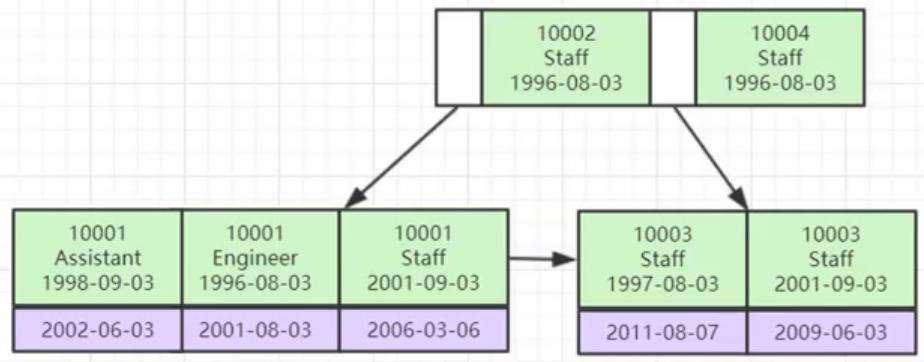 10002
Staff
1996-08-03
10004
Staff
1996-08-03
10001
Assistant
1998-09-03
2002-06-03
10001
Engineer
1996-08-03
2001-08-03
10001
Staff
2001-09-03
2006-03-06
10003
Staff
1997-08-03
2011-08-07
10003
Staff
2001-09-03
2009-06-03